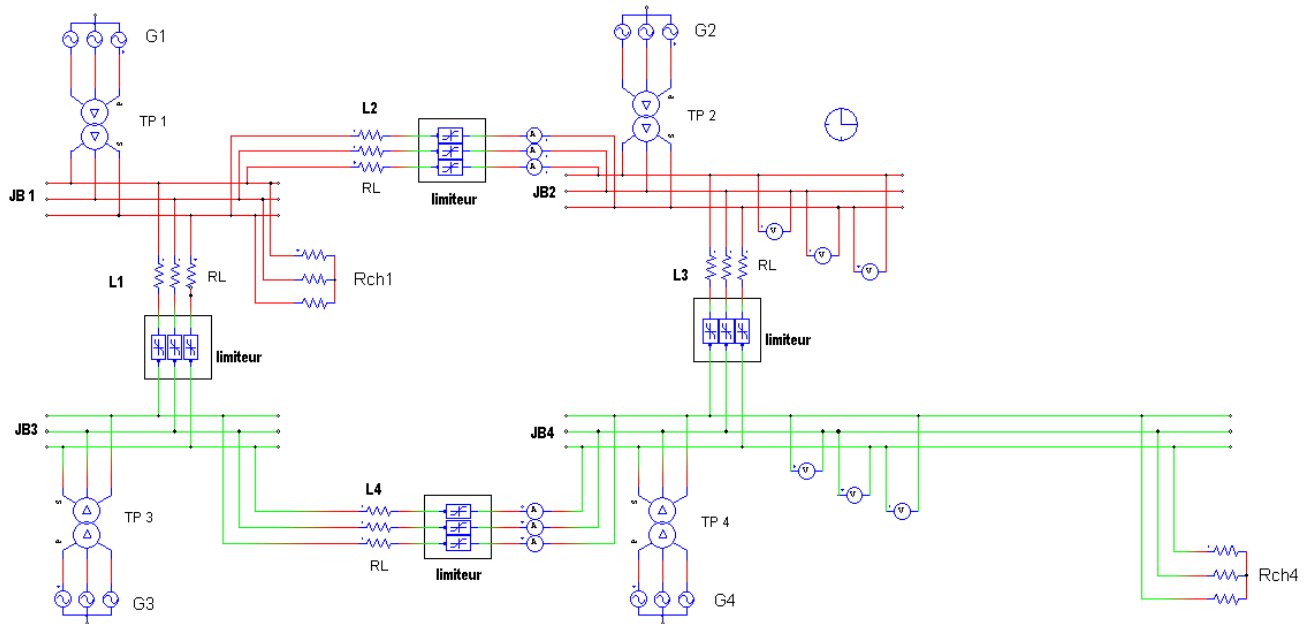 G1
G2
TP 1
TP 2
P
S
P
S
L2
A
A
A
RL
limiteur
JB 1
JB2
V
V
V
L1
RL
Rch1
L3
RL
limiteur
limiteur
JB3
JB4
V
V
V
L4
A
A
A
RL
limiteur
S
P
S
P
TP 3
TP 4
G3
G4
Rch4